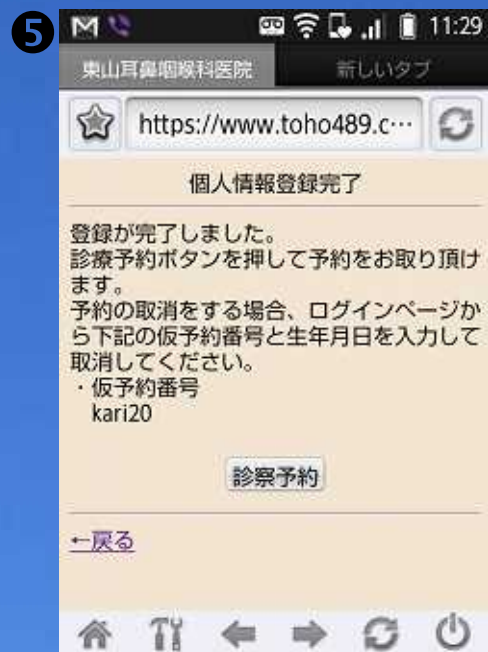 ❺
11:29
東山耳鼻咽喉科医院
新しいタブ
https://www.toho489.c…
個人情報登録完了
登録が完了しました。
診療予約ボタンを押して予約をお取り頂け
ます。
予約の取消をする場合、ログインページか
ら下記の仮予約番号と生年月日を入力して
取消してください。
・仮予約番号
kari20
診察予約
←戻る